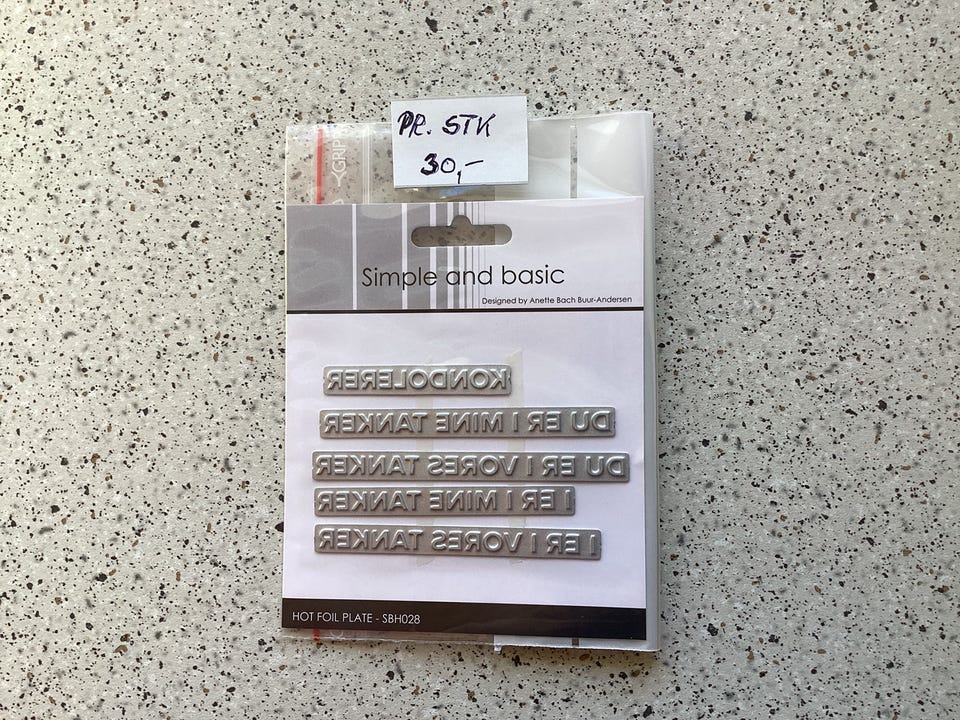 PR. STK
30,-
XGRIP
Simple and basic
Designed by Anette Bach Buur-Andersen
KONDOLERER
DU ER I MINE TANKER
DU ER I VORES TANKER
I ER I MINE TANKER
I ER I VORES TANKER
HOT FOIL PLATE - SBH028